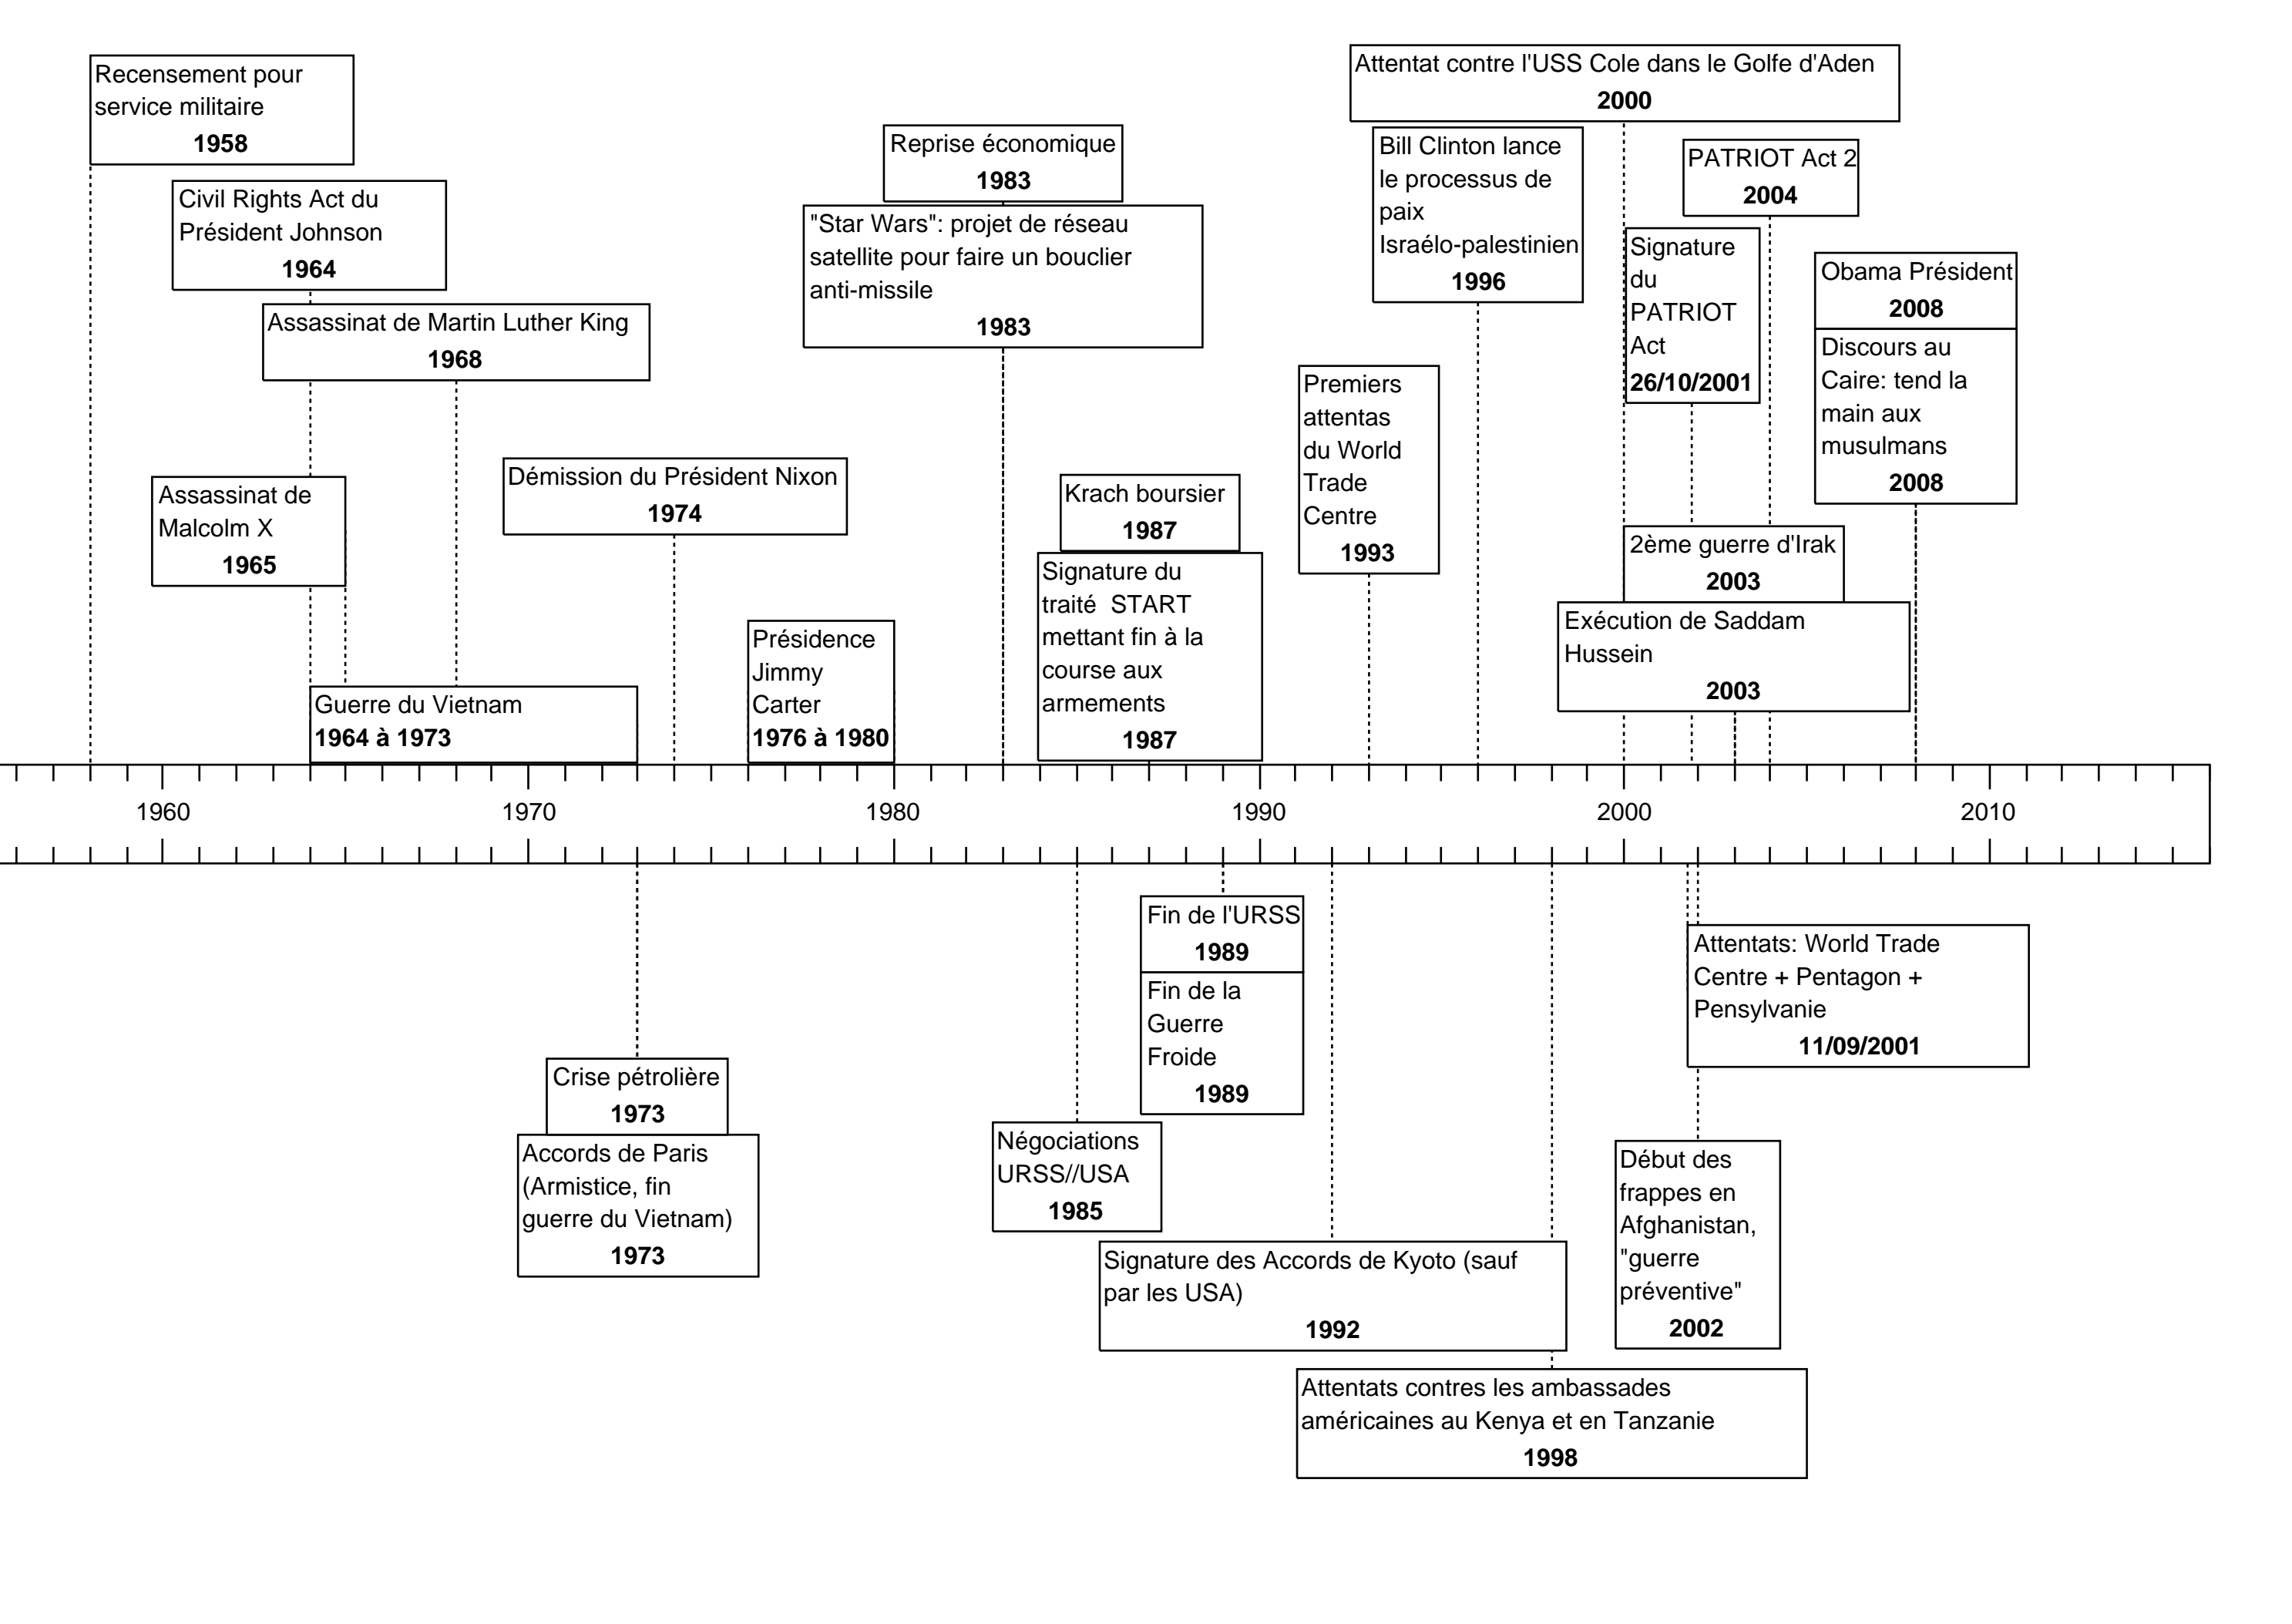 Recensement pour
service militaire
1958
Civil Rights Act du
Président Johnson
1964
Assassinat de Martin Luther King
1968
Assassinat de
Malcolm X
1965
Guerre du Vietnam
1964 à 1973
Démission du Président Nixon
1974
Présidence
Jimmy
Carter
1976 à 1980
Reprise économique
1983
"Star Wars": projet de réseau
satellite pour faire un bouclier
anti-missile
1983
Krach boursier
1987
Signature du
traité  START
mettant fin à la
course aux
armements
1987
Premiers
attentas
du World
Trade
Centre
1993
Attentat contre l'USS Cole dans le Golfe d'Aden
2000
Bill Clinton lance
le processus de
paix
Israélo-palestinien
1996
PATRIOT Act 2
2004
Signature
du
PATRIOT
Act
26/10/2001
Obama Président
2008
Discours au
Caire: tend la
main aux
musulmans
2008
2ème guerre d'Irak
2003
Exécution de Saddam
Hussein
2003
1960
1970
1980
1990
2000
2010
Crise pétrolière
1973
Accords de Paris
(Armistice, fin
guerre du Vietnam)
1973
Fin de l'URSS
1989
Fin de la
Guerre
Froide
1989
Négociations
URSS//USA
1985
Signature des Accords de Kyoto (sauf
par les USA)
1992
Attentats contres les ambassades
américaines au Kenya et en Tanzanie
1998
Attentats: World Trade
Centre + Pentagon +
Pensylvanie
11/09/2001
Début des
frappes en
Afghanistan,
"guerre
préventive"
2002